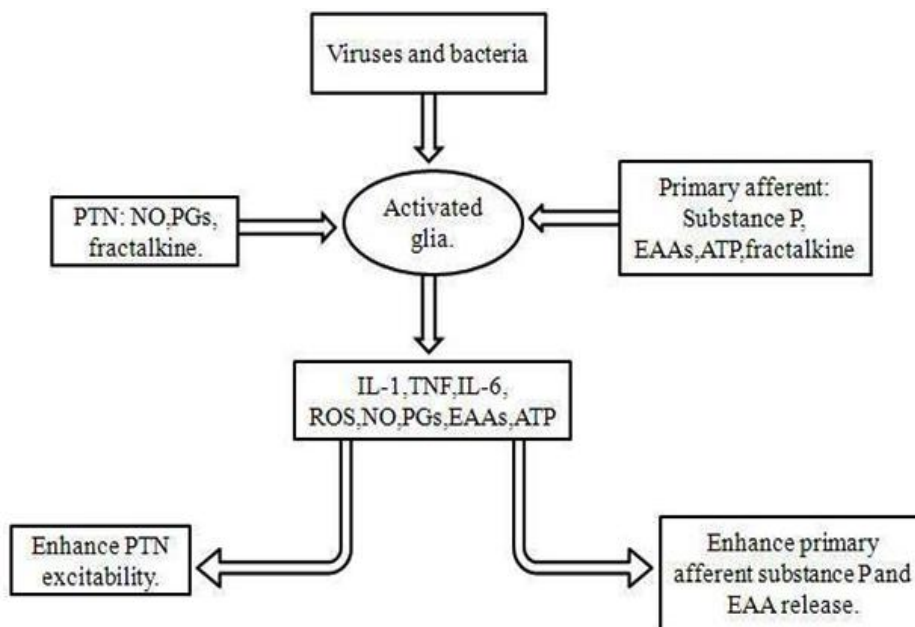 Viruses and bacteria
PTN: NO,PGs,
fractalkine.
Activated
glia.
Primary afferent:
Substance P,
EAAs,ATP,fractalkine
IL-1,TNF,IL-6,
ROS,NO,PGs,EAAs,ATP
Enhance PTN
excitability.
Enhance primary
afferent substance P and
EAA release.